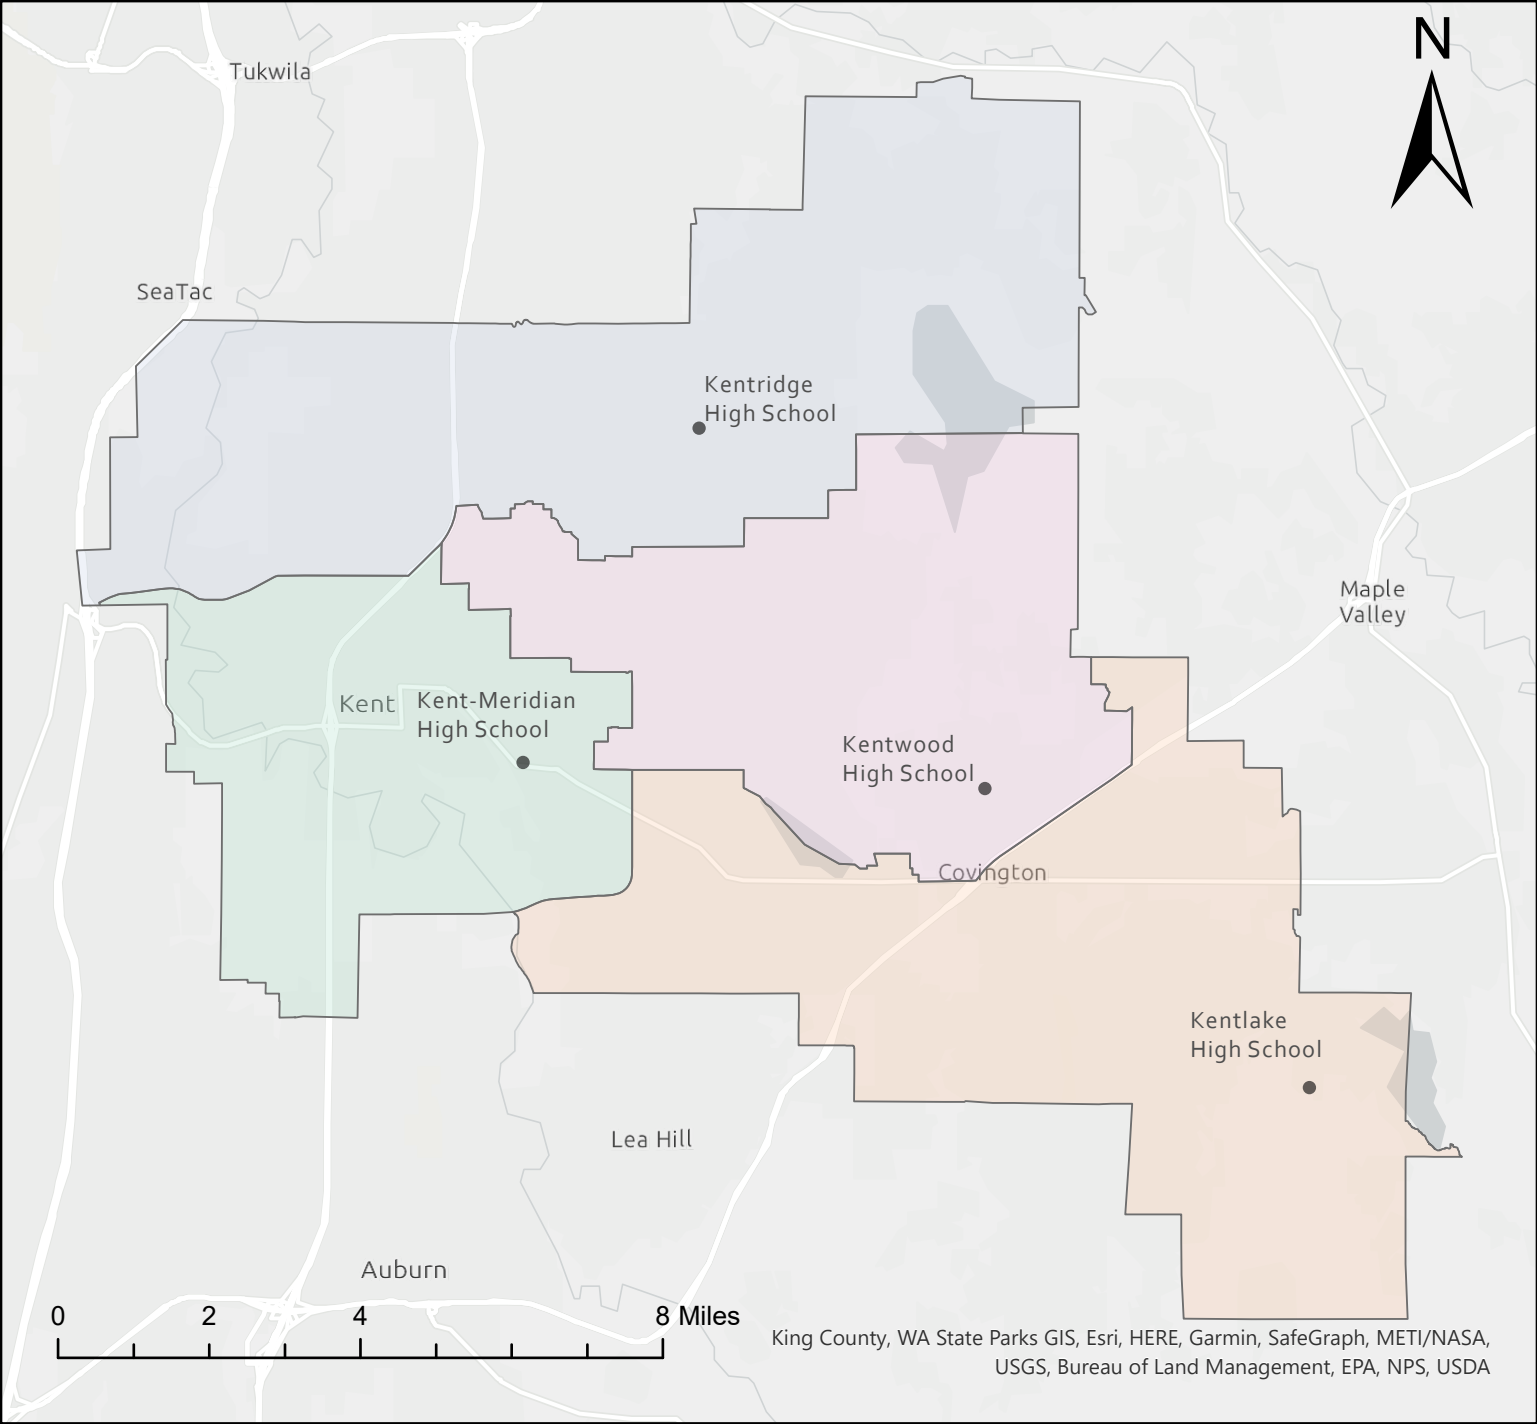 N
Tukwila
SeaTac
Kentridge
High School
Maple
Valley
Kent
Kent-Meridian
High School
Kentwood
High School
Covington
Kentlake
High School
Lea Hill
Auburn
0 2 4 8 Miles
King County, WA State Parks GIS, Esri, HERE, Garmin, SafeGraph, METI/NASA,
USGS, Bureau of Land Management, EPA, NPS, USDA